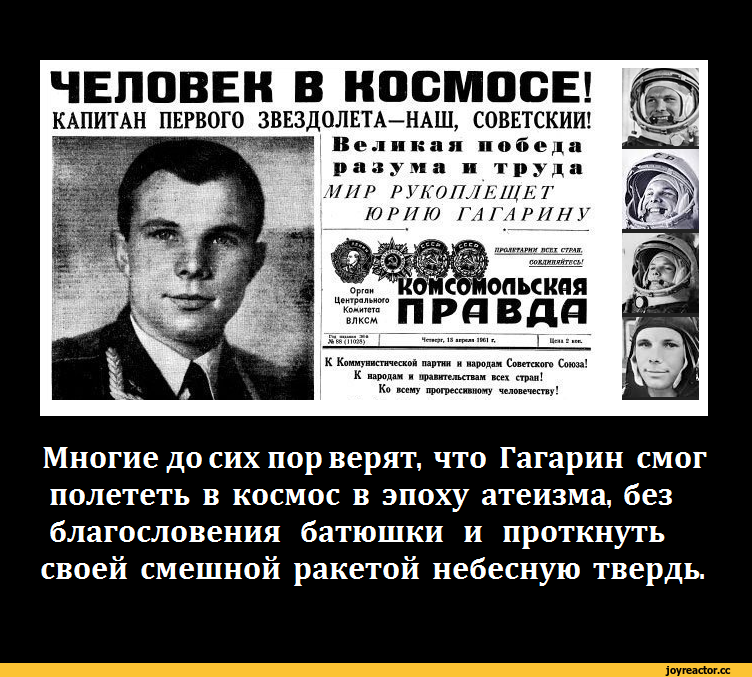 ЧЕЛОВЕК В КОСМОСЕ!
КАПИТАН ПЕРВОГО ЗВЕЗДОЛЕТА—НАШ, СОВЕТСКИЙ!
Великая победа
разума и труда
МИР РУКОПЛЕЩЕТ
ЮРИЮ ГАГАРИНУ
ПРОЛЕТАРИИ ВСЕХ СТРАН,
СОЕДИНЯЙТЕСЬ!
Орган
Центрального
Комитета
ВЛКСМ
КОМСОМОЛЬСКАЯ
ПРАВДА
№ 88 (11028)
Четверг, 13 апреля 1961 г.
Цена 2 коп.
К Коммунистической партии и народам Советского Союза!
К народам и правительствам всех стран!
Ко всему прогрессивному человечеству!
Многие до сих пор верят, что Гагарин смог
полететь в космос в эпоху атеизма, без
благословения батюшки и проткнуть
своей смешной ракетой небесную твердь.
joyreactor.cc